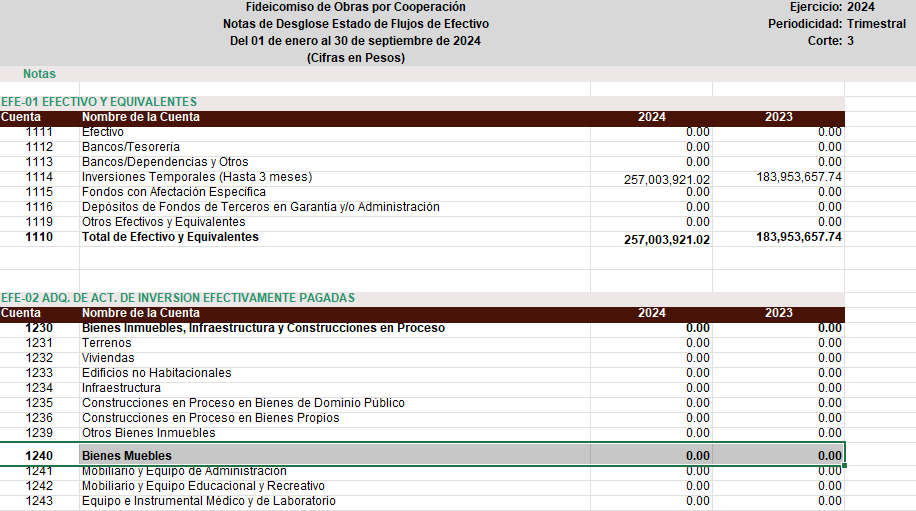 Fideicomiso de Obras por Cooperación Ejercicio: 2024
Notas de Desglose Estado de Flujos de Efectivo Periodicidad: Trimestral
Del 01 de enero al 30 de septiembre de 2024 Corte: 3
(Cifras en Pesos)
Notas
EFE-01 EFECTIVO Y EQUIVALENTES
Cuenta Nombre de la Cuenta 2024 2023
1111 Efectivo 0.00 0.00
1112 Bancos/Tesorería 0.00 0.00
1113 Bancos/Dependencias y Otros 0.00 0.00
1114 Inversiones Temporales (Hasta 3 meses) 257,003,921.02 183,953,657.74
1115 Fondos con Afectación Específica 0.00 0.00
1116 Depósitos de Fondos de Terceros en Garantía y/o Administración 0.00 0.00
1119 Otros Efectivos y Equivalentes 0.00 0.00
1110 Total de Efectivo y Equivalentes 257,003,921.02 183,953,657.74
EFE-02 ADQ. DE ACT. DE INVERSION EFECTIVAMENTE PAGADAS
Cuenta Nombre de la Cuenta 2024 2023
1230 Bienes Inmuebles, Infraestructura y Construcciones en Proceso 0.00 0.00
1231 Terrenos 0.00 0.00
1232 Viviendas 0.00 0.00
1233 Edificios no Habitacionales 0.00 0.00
1234 Infraestructura 0.00 0.00
1235 Construcciones en Proceso en Bienes de Dominio Público 0.00 0.00
1236 Construcciones en Proceso en Bienes Propios 0.00 0.00
1239 Otros Bienes Inmuebles 0.00 0.00
1240 Bienes Muebles 0.00 0.00
1241 Mobiliario y Equipo de Administración 0.00 0.00
1242 Mobiliario y Equipo Educacional y Recreativo 0.00 0.00
1243 Equipo e Instrumental Médico y de Laboratorio 0.00 0.00